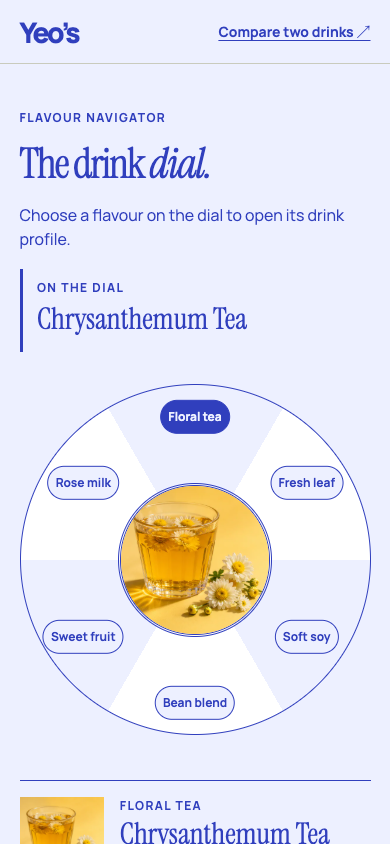 Yeo's
Compare two drinks ↗
FLAVOUR NAVIGATOR
The drink dial.
Choose a flavour on the dial to open its drink
profile.
ON THE DIAL
Chrysanthemum Tea
Floral tea
Rose milk
Fresh leaf
Sweet fruit
Soft soy
Bean blend
FLORAL TEA
Chrysanthemum Tea